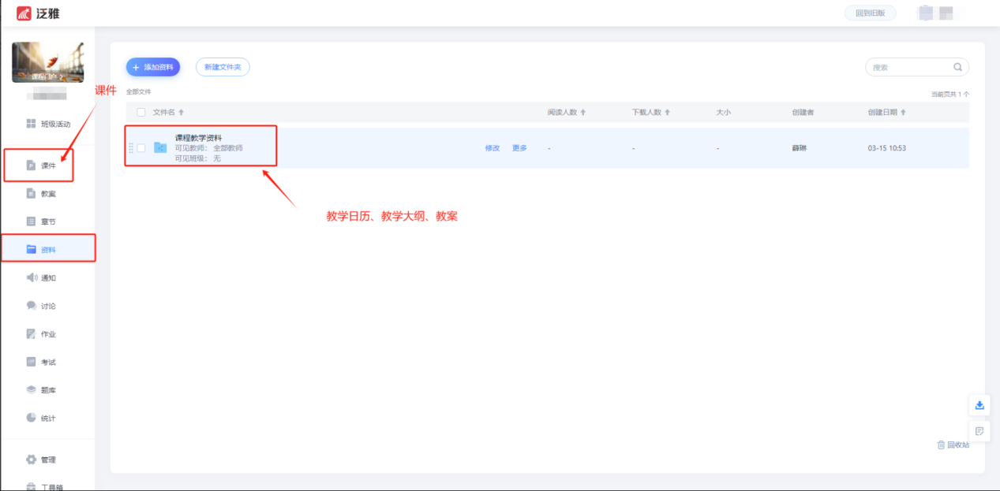 泛雅
回到旧版
课程门户 >
课件
班级活动
课件
教案
章节
资料
通知
讨论
作业
考试
题库
统计
管理
工具箱
+ 添加资料
新建文件夹
搜索
全部文件
当前页共 1 个
文件名 阅读人数 下载人数 大小 创建者 创建日期
课程教学资料
可见教师： 全部教师
可见班级： 无
修改 更多 - - - 薛琳 03-15 10:53
教学日历、教学大纲、教案
回收站